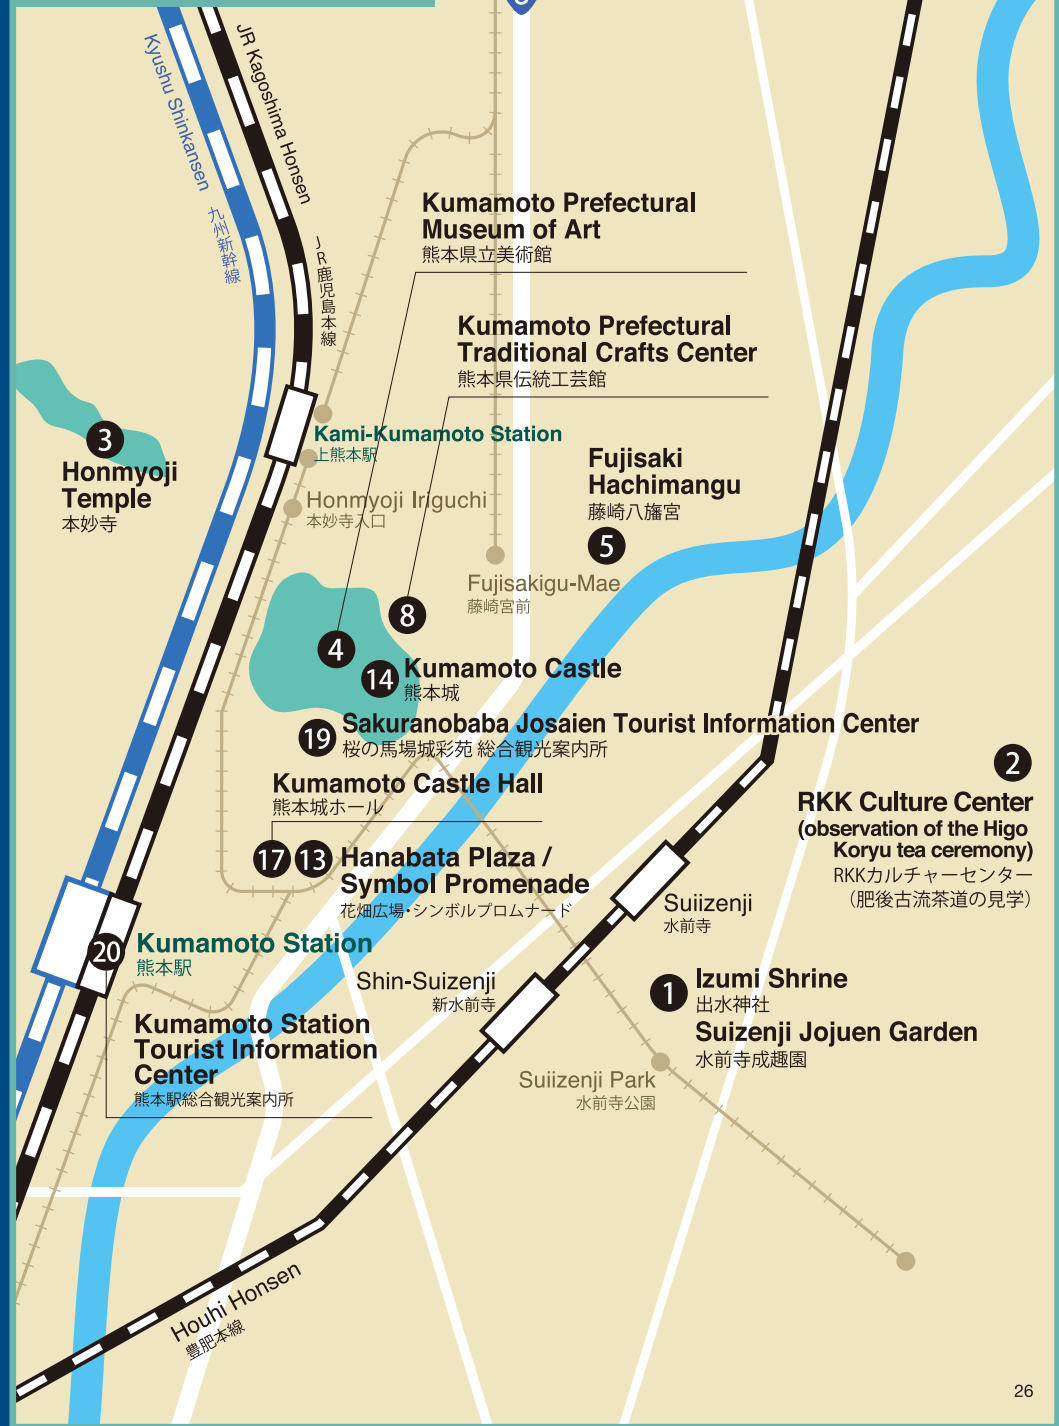 Kyushu Shinkansen 九州新幹線
JR Kagoshima Honsen
JR鹿児島本線
Kumamoto Prefectural
Museum of Art
熊本県立美術館
Kumamoto Prefectural
Traditional Crafts Center
熊本県伝統工芸館
3
Honmyoji
Temple
本妙寺
Kami-Kumamoto Station
上熊本駅
Honmyoji Iriguchi
本妙寺入口
Fujisaki
Hachimangu
藤崎八旛宮
5
Fujisakigu-Mae
藤崎宮前
8
4
14 Kumamoto Castle
熊本城
19 Sakuranobaba Josaien Tourist Information Center
桜の馬場城彩苑 総合観光案内所
Kumamoto Castle Hall
熊本城ホール
17 13 Hanabata Plaza /
Symbol Promenade
花畑広場・シンボルプロムナード
2
RKK Culture Center
(observation of the Higo
Koryu tea ceremony)
RKKカルチャーセンター
（肥後古流茶道の見学）
Suiizenji
水前寺
20 Kumamoto Station
熊本駅
Shin-Suizenji
新水前寺
1 Izumi Shrine
出水神社
Suizenji Jojuen Garden
水前寺成趣園
Kumamoto Station
Tourist Information
Center
熊本駅総合観光案内所
Suiizenji Park
水前寺公園
Houhi Honsen
豊肥本線
26